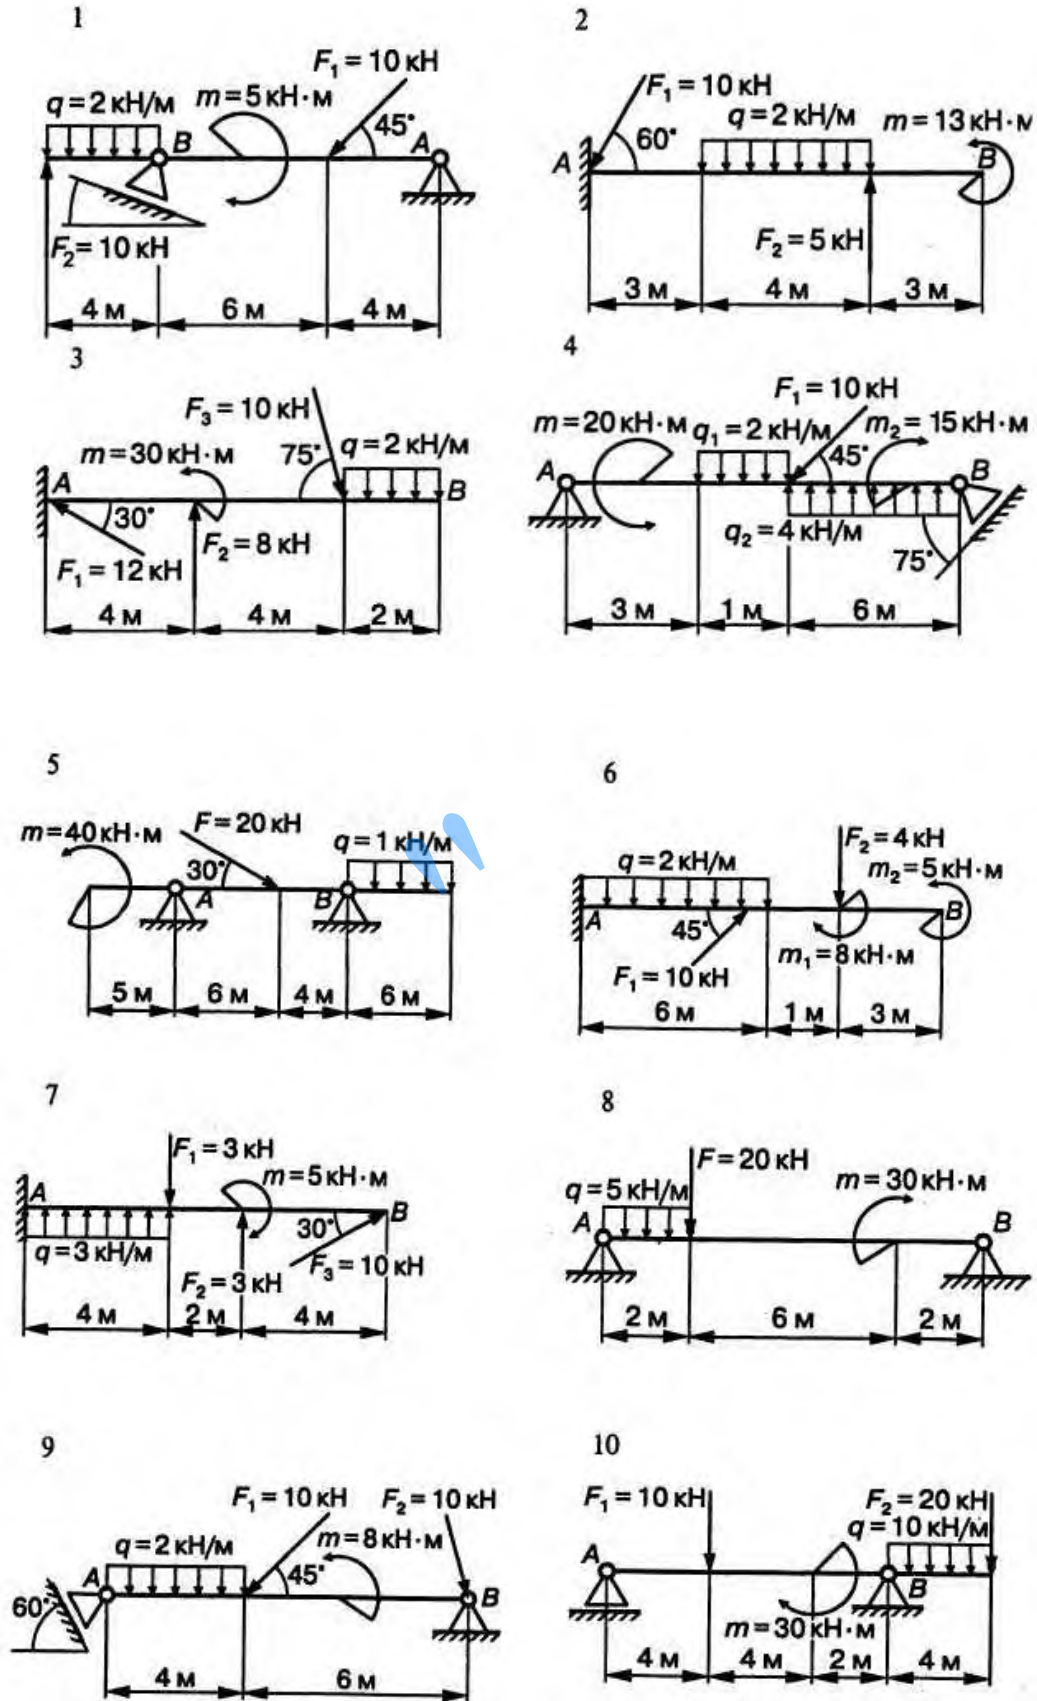 1
F₁ = 10 кН
q = 2 кН/м
m = 5 кН·м
B
45°
A
F₂ = 10 кН
4 м
6 м
4 м
2
F₁ = 10 кН
q = 2 кН/м
m = 13 кН·м
A
60°
B
F₂ = 5 кН
3 м
4 м
3 м
3
F₃ = 10 кН
m = 30 кН·м
75°
q = 2 кН/м
A
B
30°
F₂ = 8 кН
F₁ = 12 кН
4 м
4 м
2 м
4
F₁ = 10 кН
m = 20 кН·м
q₁ = 2 кН/м
m₂ = 15 кН·м
45°
A
B
q₂ = 4 кН/м
75°
3 м
1 м
6 м
5
m = 40 кН·м
F = 20 кН
q = 1 кН/м
30°
A
B
5 м
6 м
4 м
6 м
6
F₂ = 4 кН
q = 2 кН/м
m₂ = 5 кН·м
A
45°
B
m₁ = 8 кН·м
F₁ = 10 кН
6 м
1 м
3 м
7
F₁ = 3 кН
m = 5 кН·м
A
30°
B
q = 3 кН/м
F₃ = 10 кН
F₂ = 3 кН
4 м
2 м
4 м
8
F = 20 кН
q = 5 кН/м
m = 30 кН·м
A
B
2 м
6 м
2 м
9
F₁ = 10 кН
F₂ = 10 кН
q = 2 кН/м
m = 8 кН·м
A
45°
B
60°
4 м
6 м
10
F₁ = 10 кН
F₂ = 20 кН
q = 10 кН/м
A
B
m = 30 кН·м
4 м
4 м
2 м
4 м